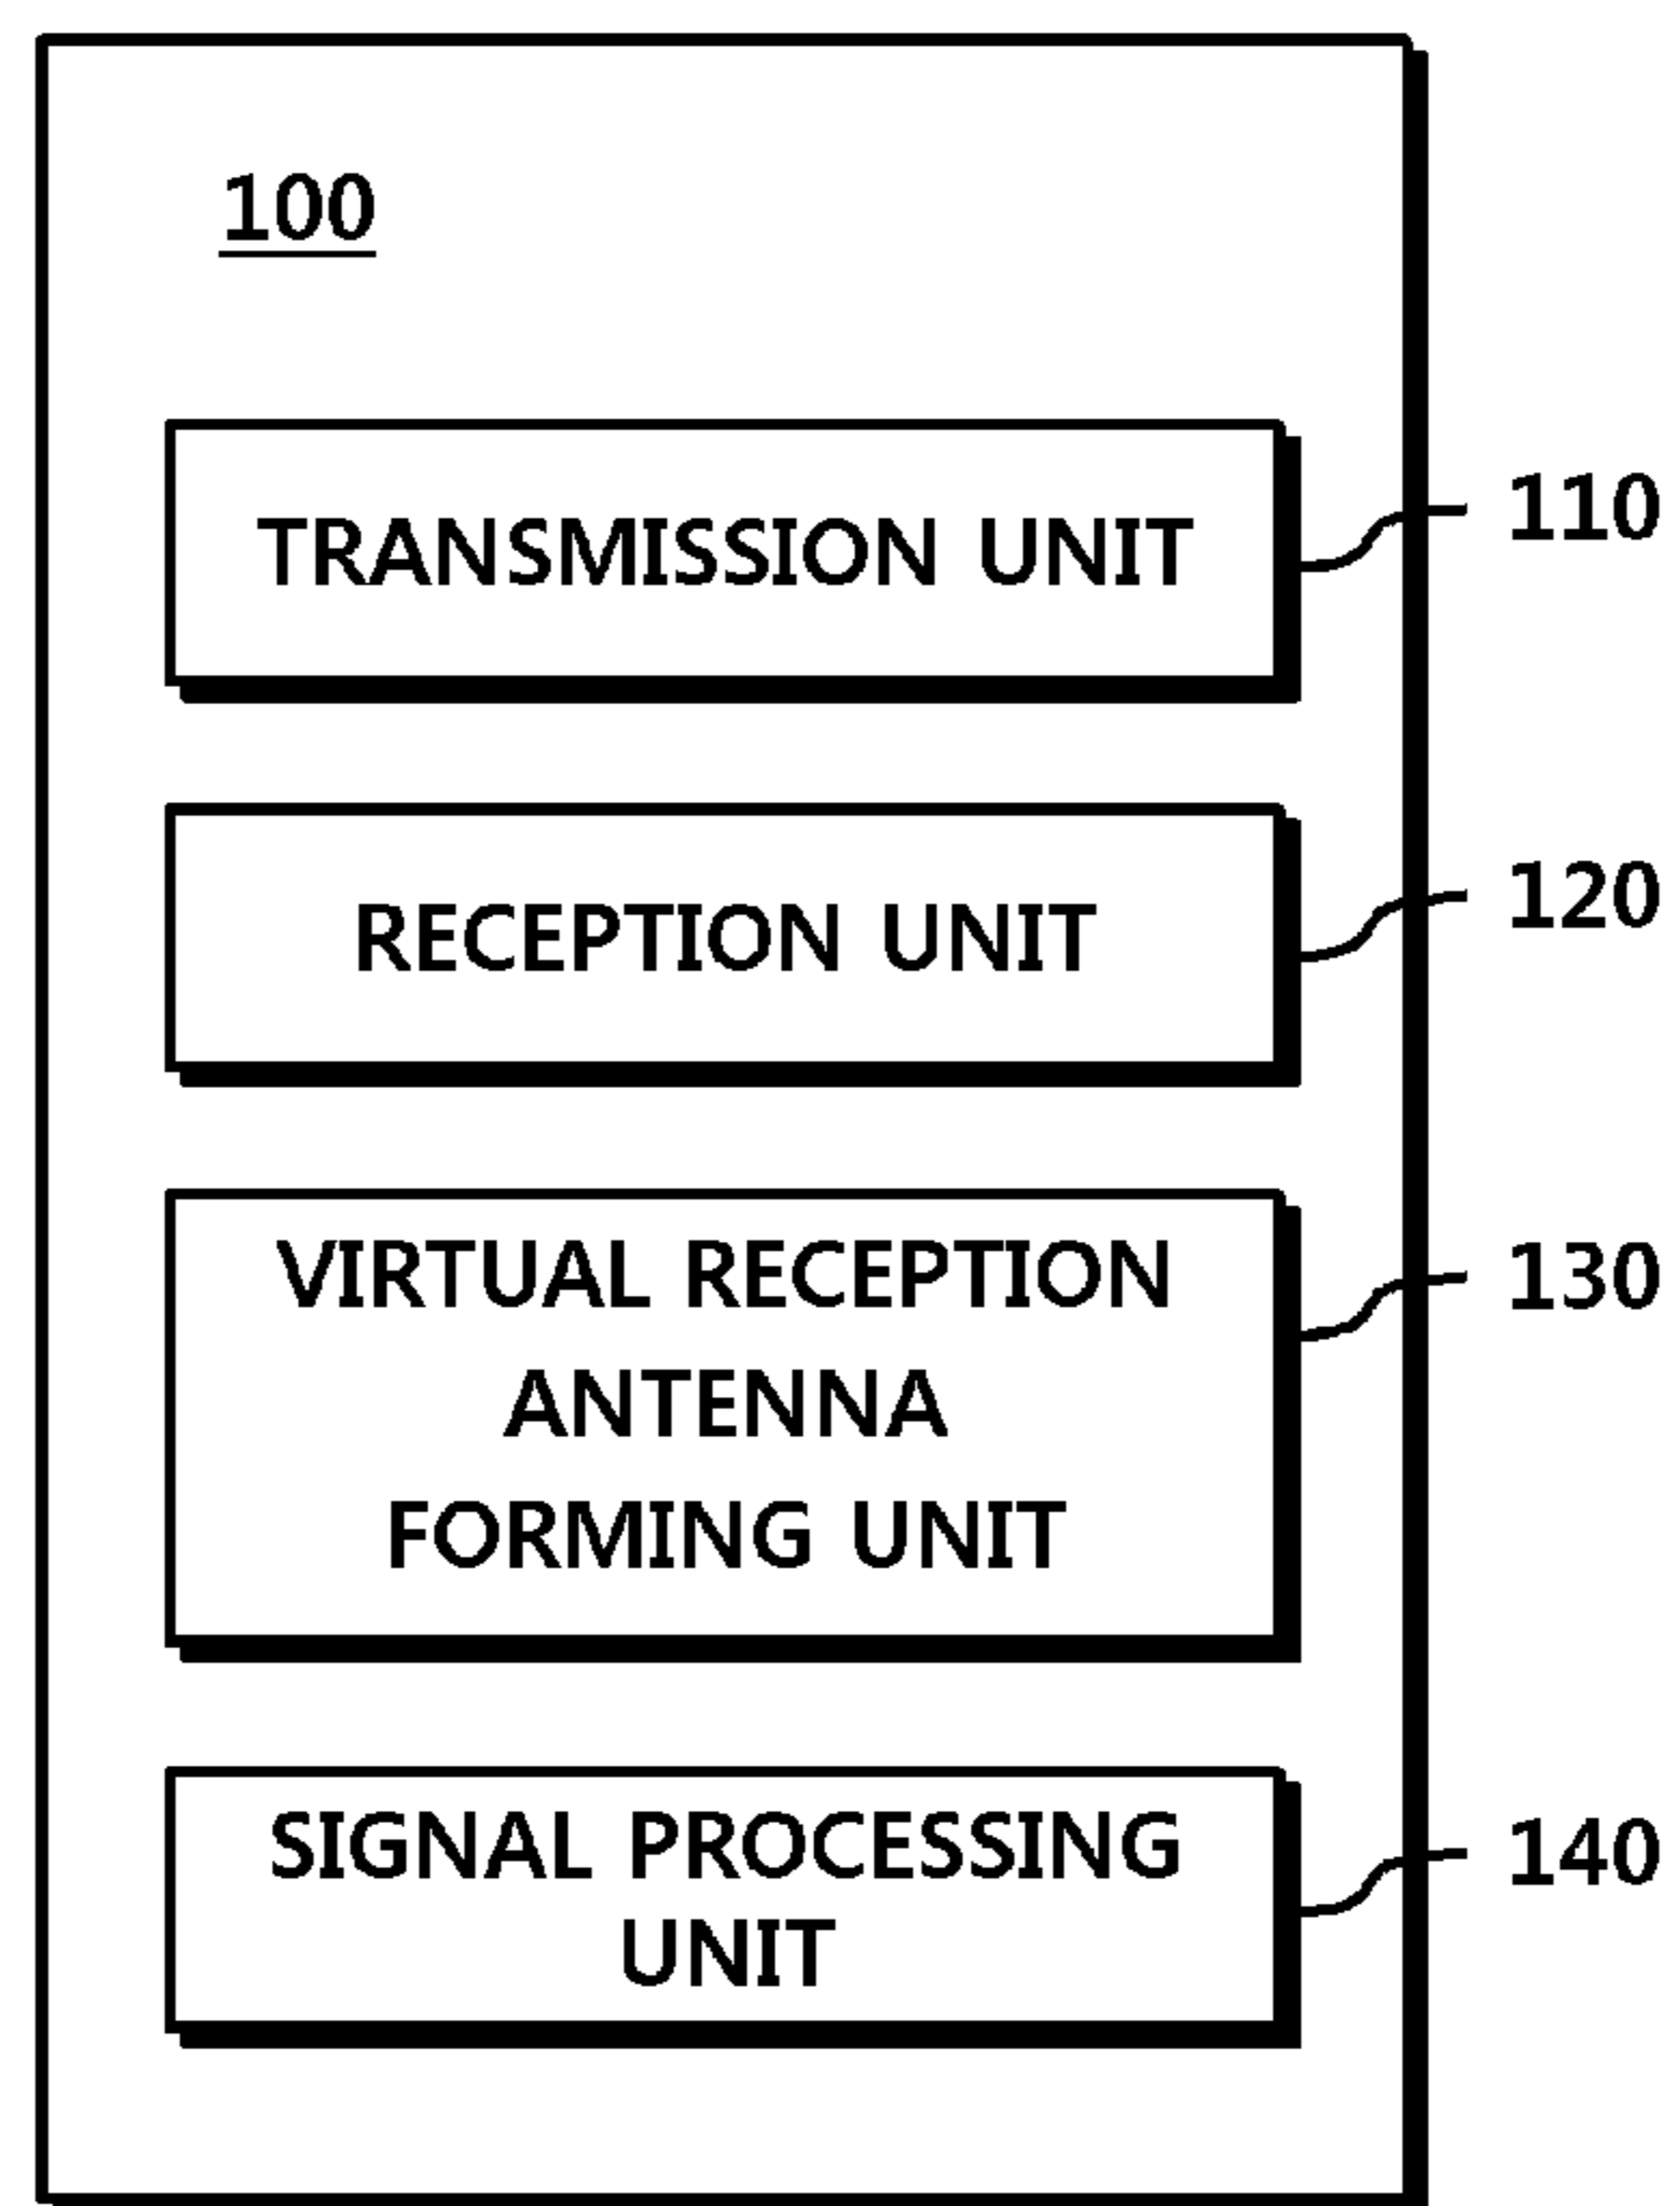 100
TRANSMISSION UNIT
110
RECEPTION UNIT
120
VIRTUAL RECEPTION
ANTENNA
FORMING UNIT
130
SIGNAL PROCESSING
UNIT
140